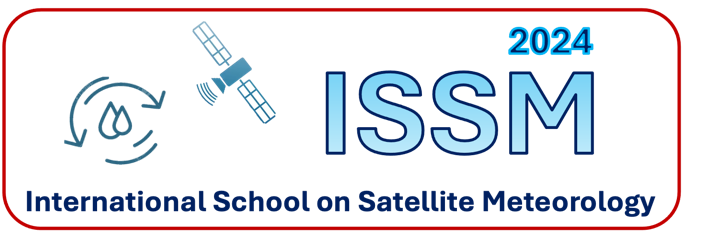 2024
ISSM
International School on Satellite Meteorology